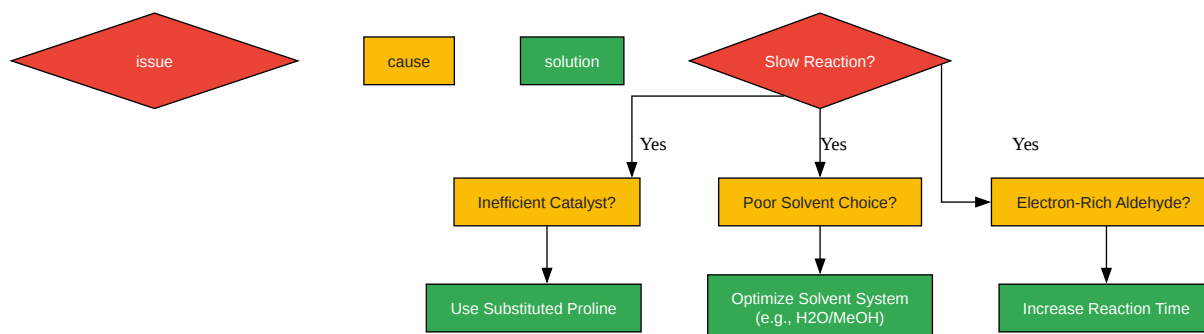 issue
cause
solution
Slow Reaction?
Yes
Yes
Yes
Inefficient Catalyst?
Poor Solvent Choice?
Electron-Rich Aldehyde?
Use Substituted Proline
Optimize Solvent System
(e.g., H2O/MeOH)
Increase Reaction Time